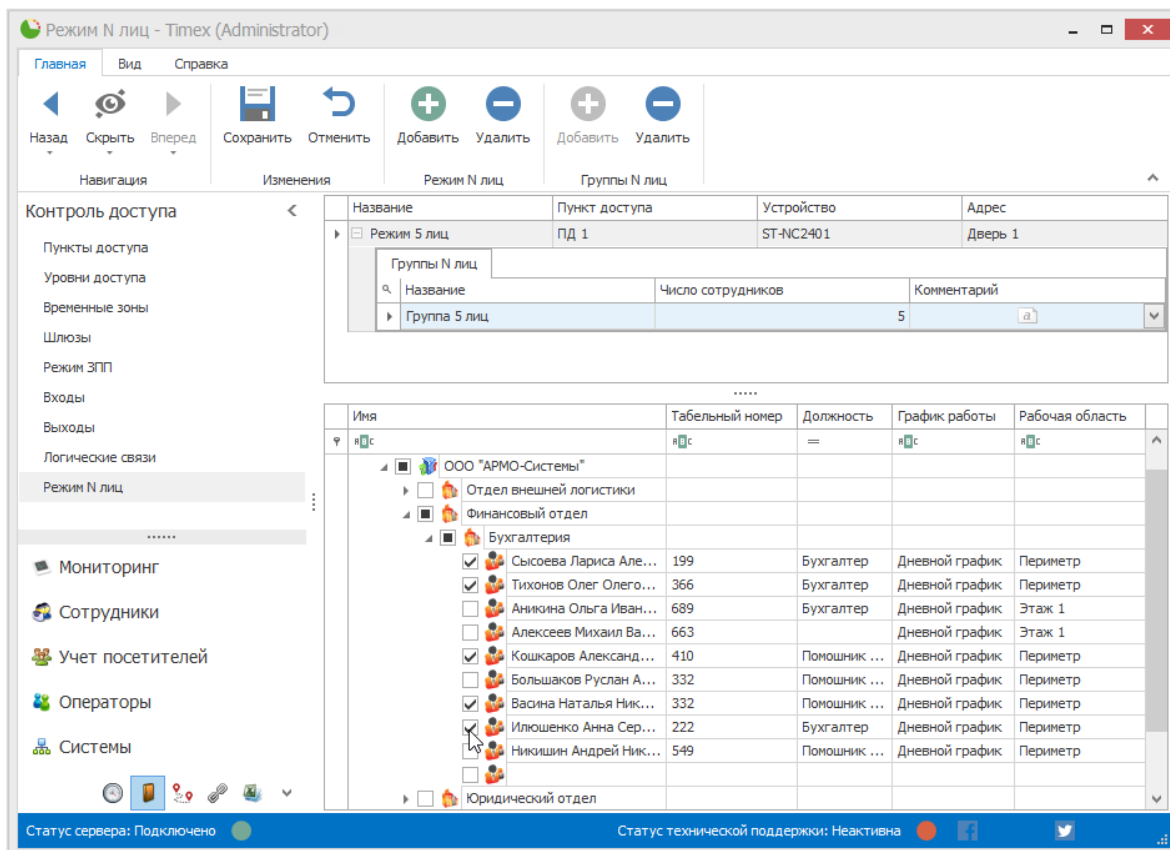 Режим N лиц - Timex (Administrator)
Главная Вид Справка
Назад Скрыть Вперед Сохранить Отменить Добавить Удалить Добавить Удалить
Навигация Изменения Режим N лиц Группы N лиц
Контроль доступа
Пункты доступа
Уровни доступа
Временные зоны
Шлюзы
Режим ЗПП
Входы
Выходы
Логические связи
Режим N лиц
Мониторинг
Сотрудники
Учет посетителей
Операторы
Системы
Название Пункт доступа Устройство Адрес
Режим 5 лиц ПД 1 ST-NC2401 Дверь 1
Группы N лиц
Название Число сотрудников Комментарий
Группа 5 лиц 5 a
Имя Табельный номер Должность График работы Рабочая область
ООО "АРМО-Системы"
Отдел внешней логистики
Финансовый отдел
Бухгалтерия
Сысоева Лариса Але... 199 Бухгалтер Дневной график Периметр
Тихонов Олег Олего... 366 Бухгалтер Дневной график Периметр
Аникина Ольга Иван... 689 Бухгалтер Дневной график Этаж 1
Алексеев Михаил Ва... 663 Дневной график Этаж 1
Кошкаров Александ... 410 Помошник ... Дневной график Периметр
Большаков Руслан А... 332 Помошник ... Дневной график Периметр
Васина Наталья Ник... 332 Помошник ... Дневной график Периметр
Илюшенко Анна Сер... 222 Бухгалтер Дневной график Периметр
Никишин Андрей Ник... 549 Помошник ... Дневной график Периметр
Юридический отдел
Статус сервера: Подключено Статус технической поддержки: Неактивна